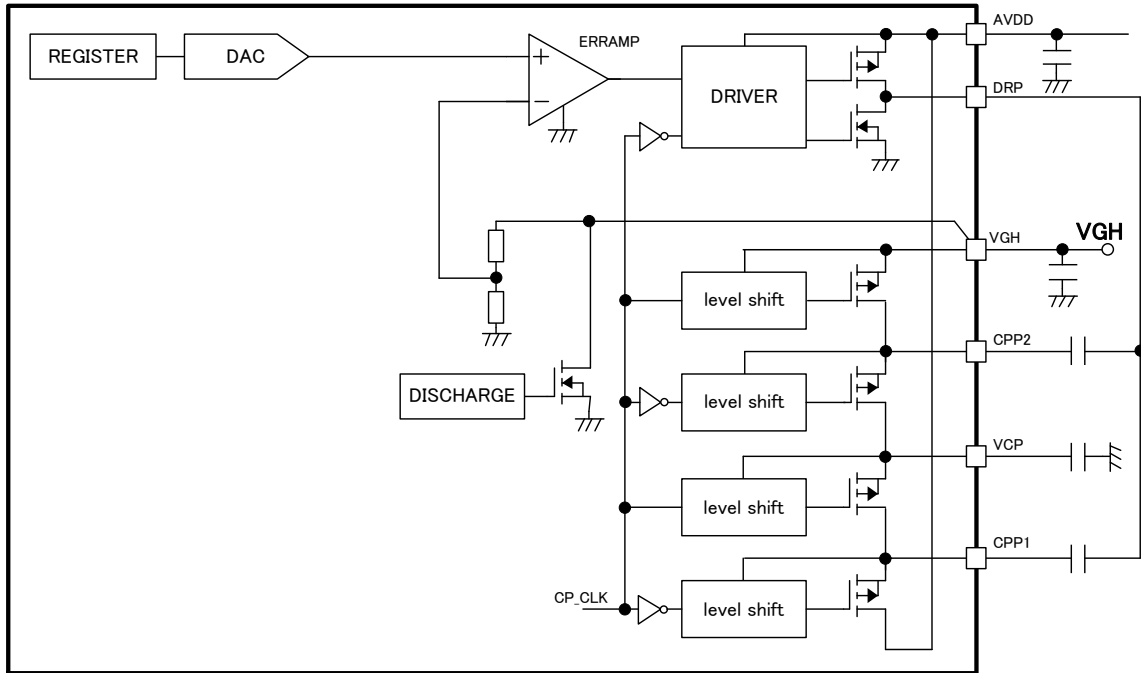 AVDD
REGISTER
DAC
ERRAMP
+
−
DRIVER
DRP
VGH
VGH
level shift
CPP2
DISCHARGE
level shift
VCP
level shift
CPP1
CP_CLK
level shift